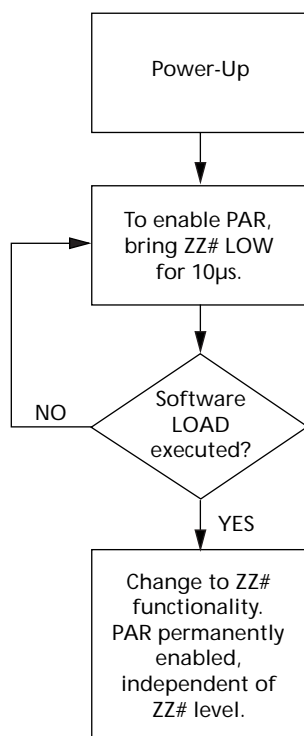 Power-Up
To enable PAR,
bring ZZ# LOW
for 10µs.
Software
LOAD
executed?
NO
YES
Change to ZZ#
functionality.
PAR permanently
enabled,
independent of
ZZ# level.